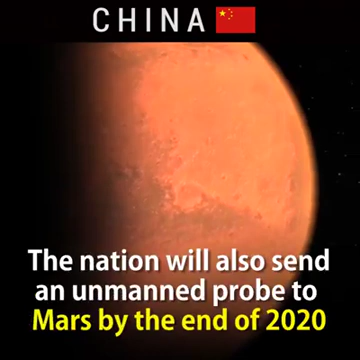 CHINA
The nation will also send
an unmanned probe to
Mars by the end of 2020